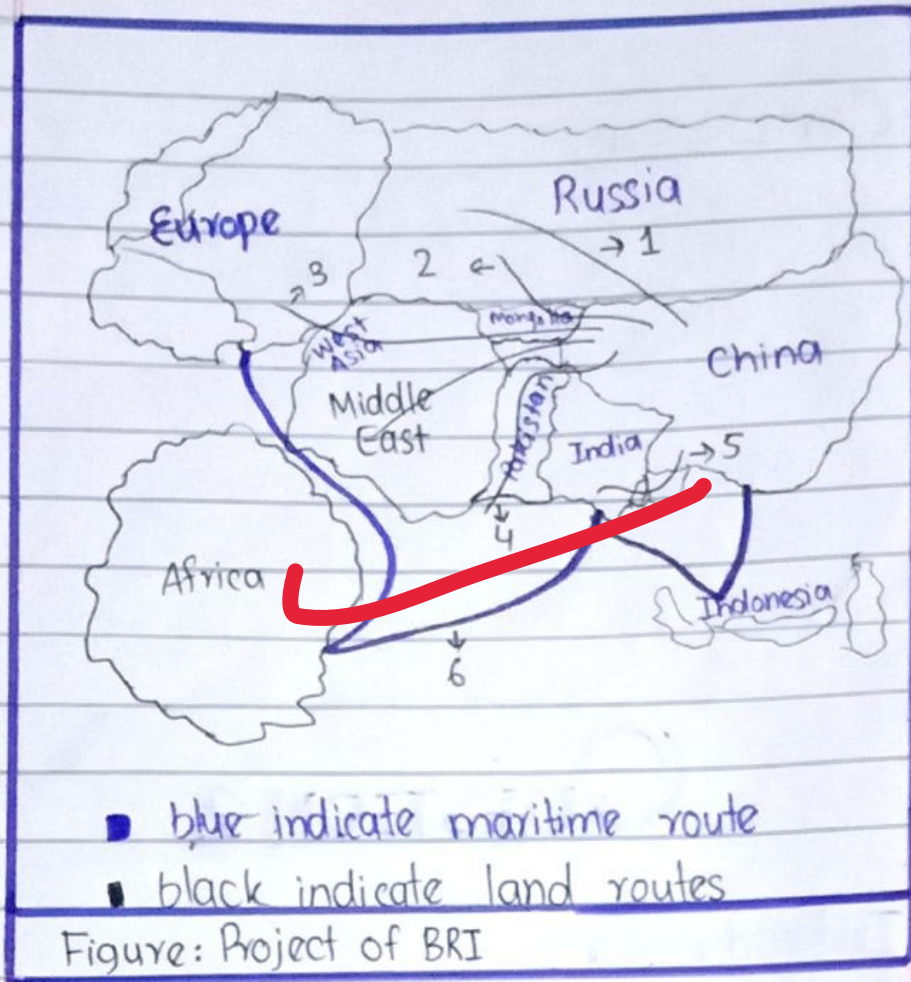 Russia
Europe
→ 1
3
2 ←
Mongolia
West
Asia
China
Middle
East
Pakistan
India
→ 5
4
Africa
Indonesia
6
blue indicate maritime route
black indicate land routes
Figure: Project of BRI